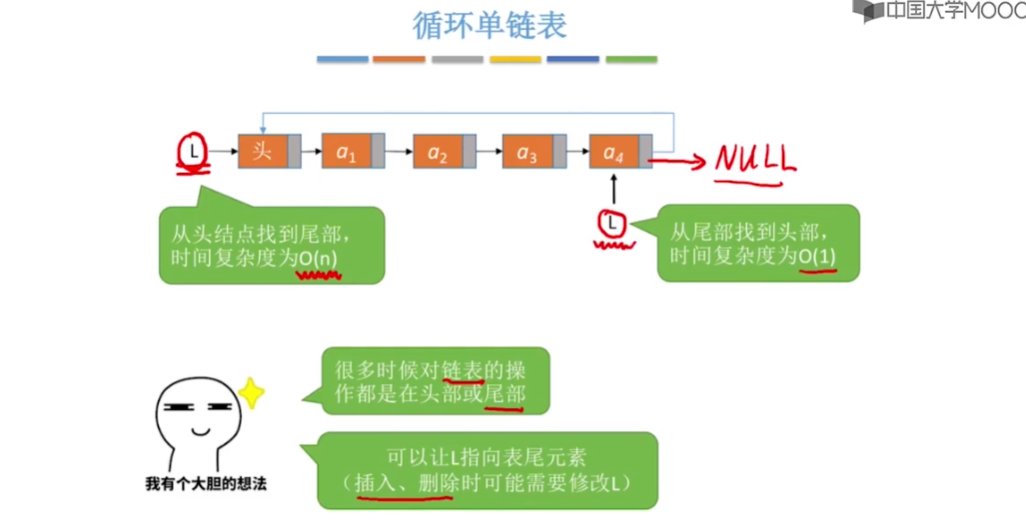 中国大学MOOC
循环单链表
L
头
a1
a2
a3
a4
NULL
L
从头结点找到尾部，
时间复杂度为O(n)
从尾部找到头部，
时间复杂度为O(1)
很多时候对链表的操
作都是在头部或尾部
可以让L指向表尾元素
（插入、删除时可能需要修改L）
我有个大胆的想法